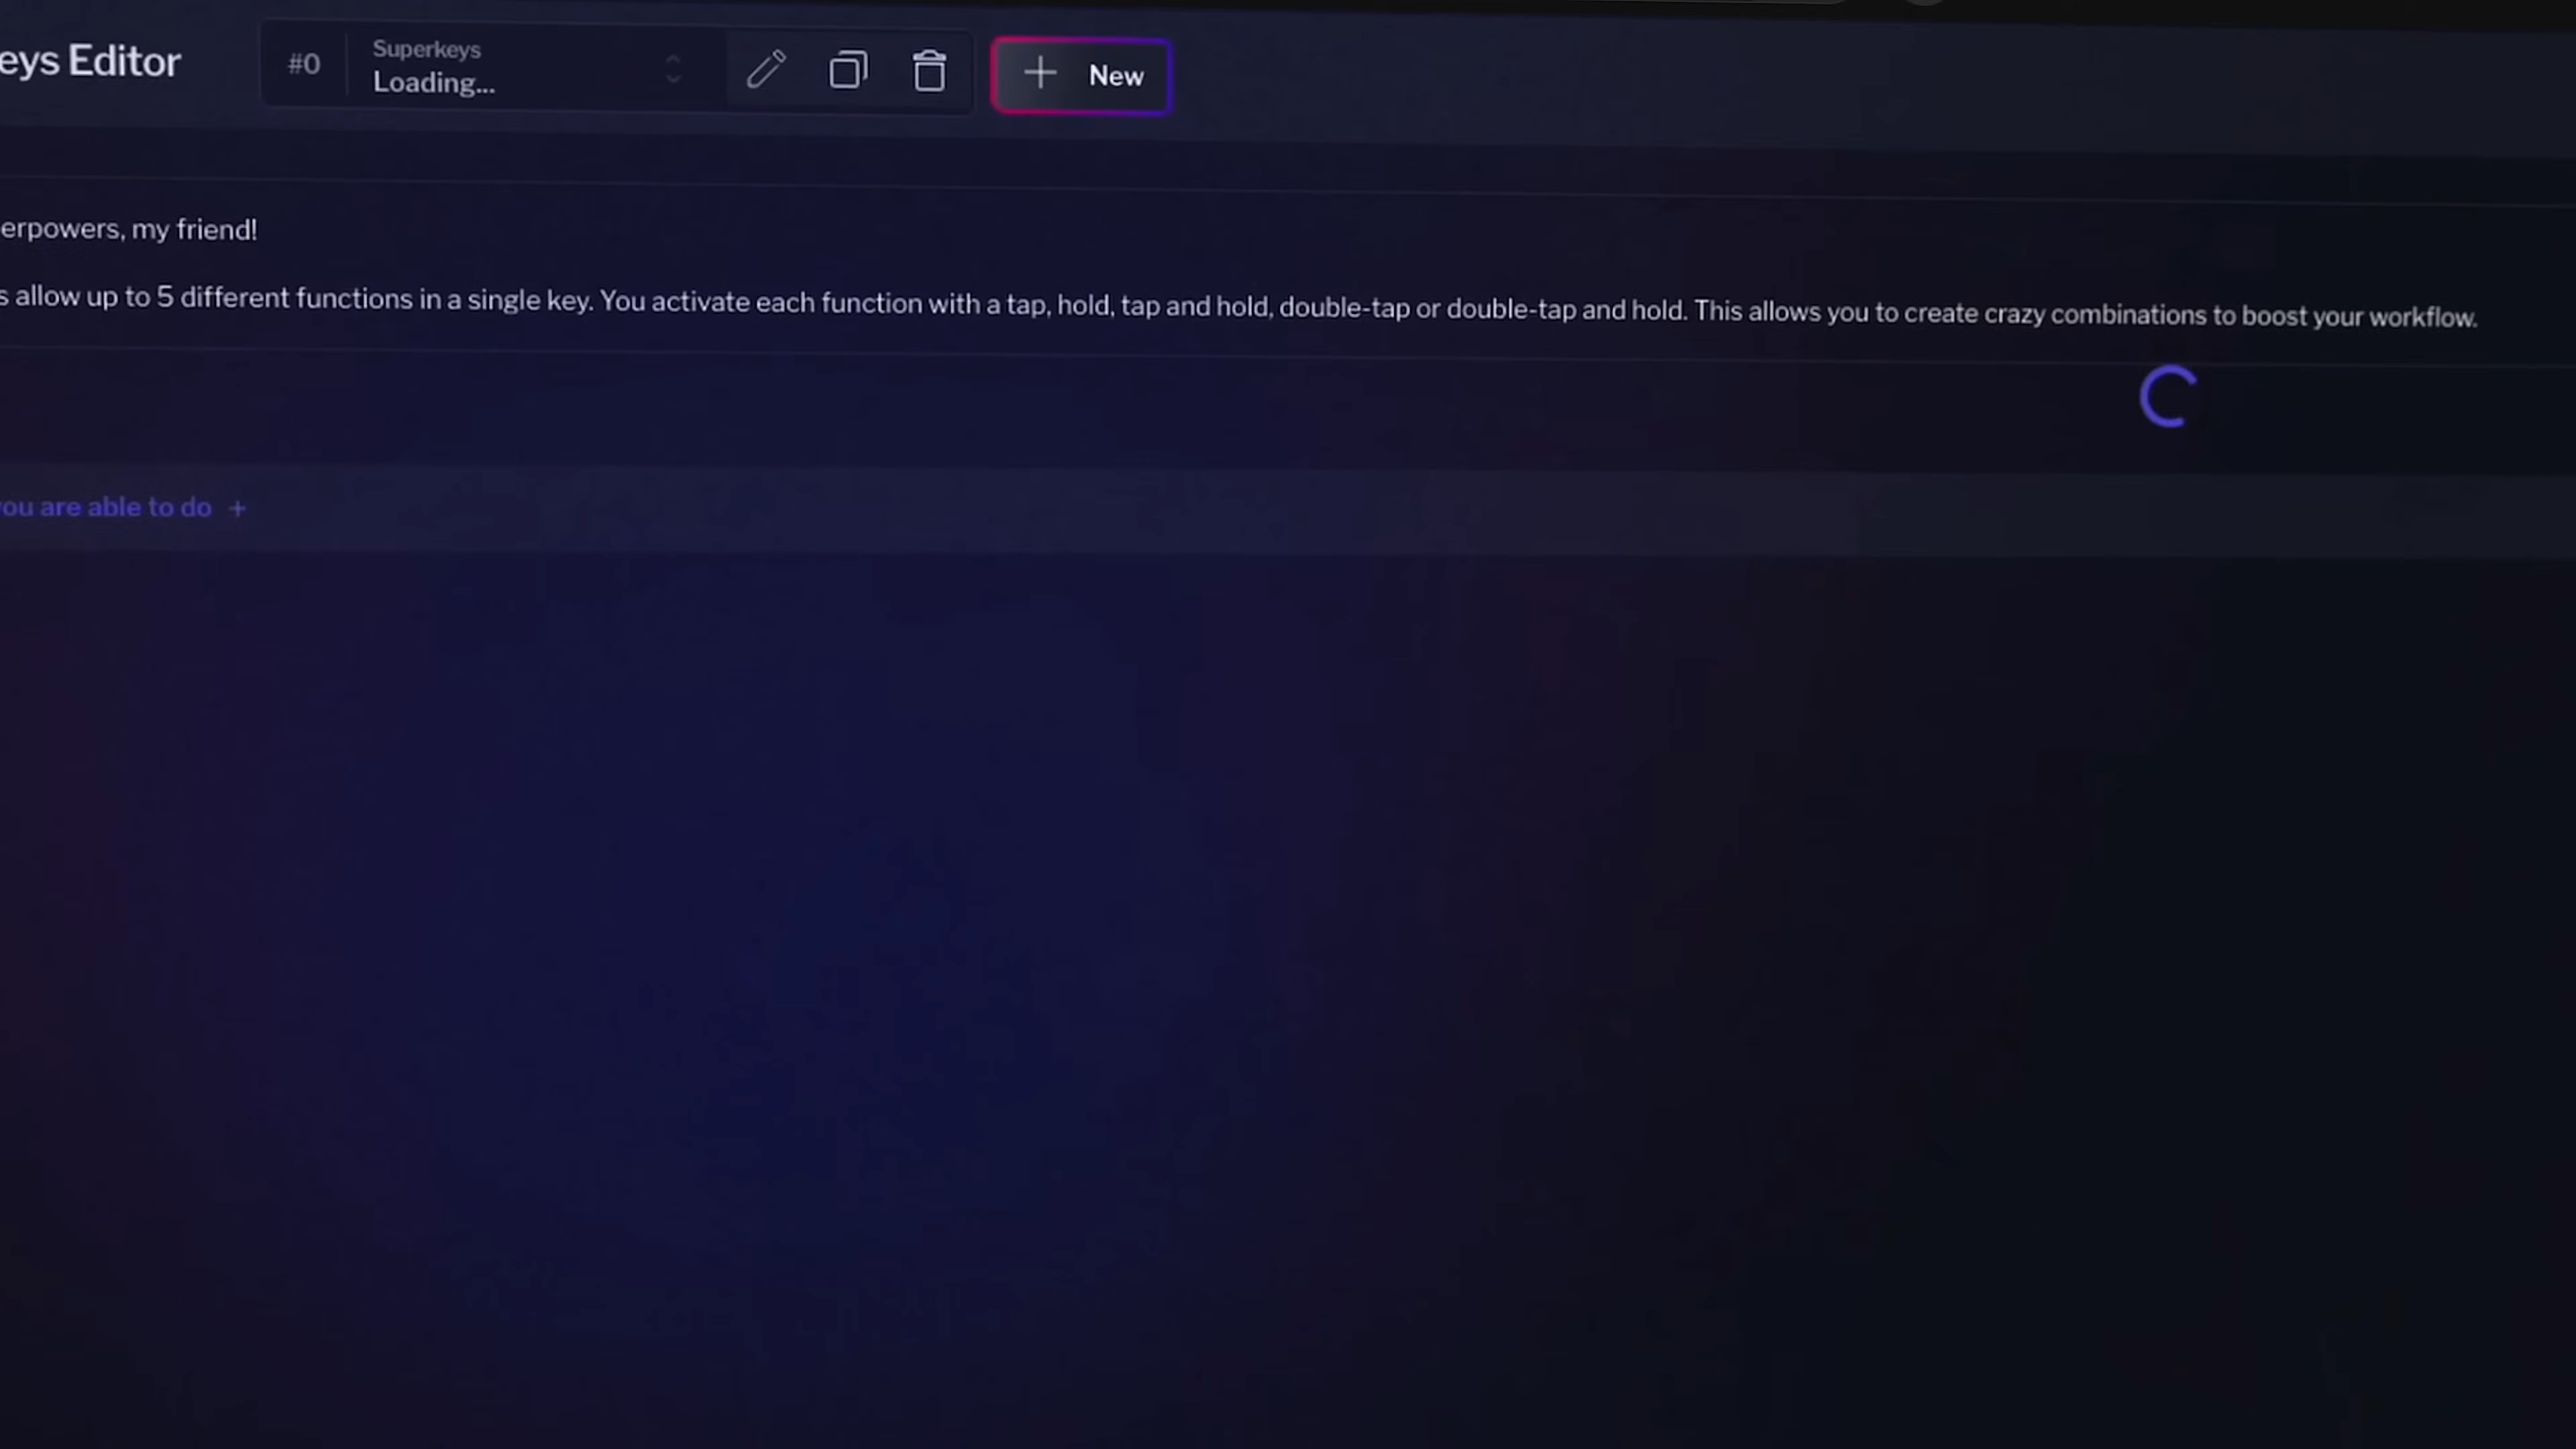 eys Editor
#0
Superkeys
Loading...
New
erpowers, my friend!
s allow up to 5 different functions in a single key. You activate each function with a tap, hold, tap and hold, double-tap or double-tap and hold. This allows you to create crazy combinations to boost your workflow.
ou are able to do +